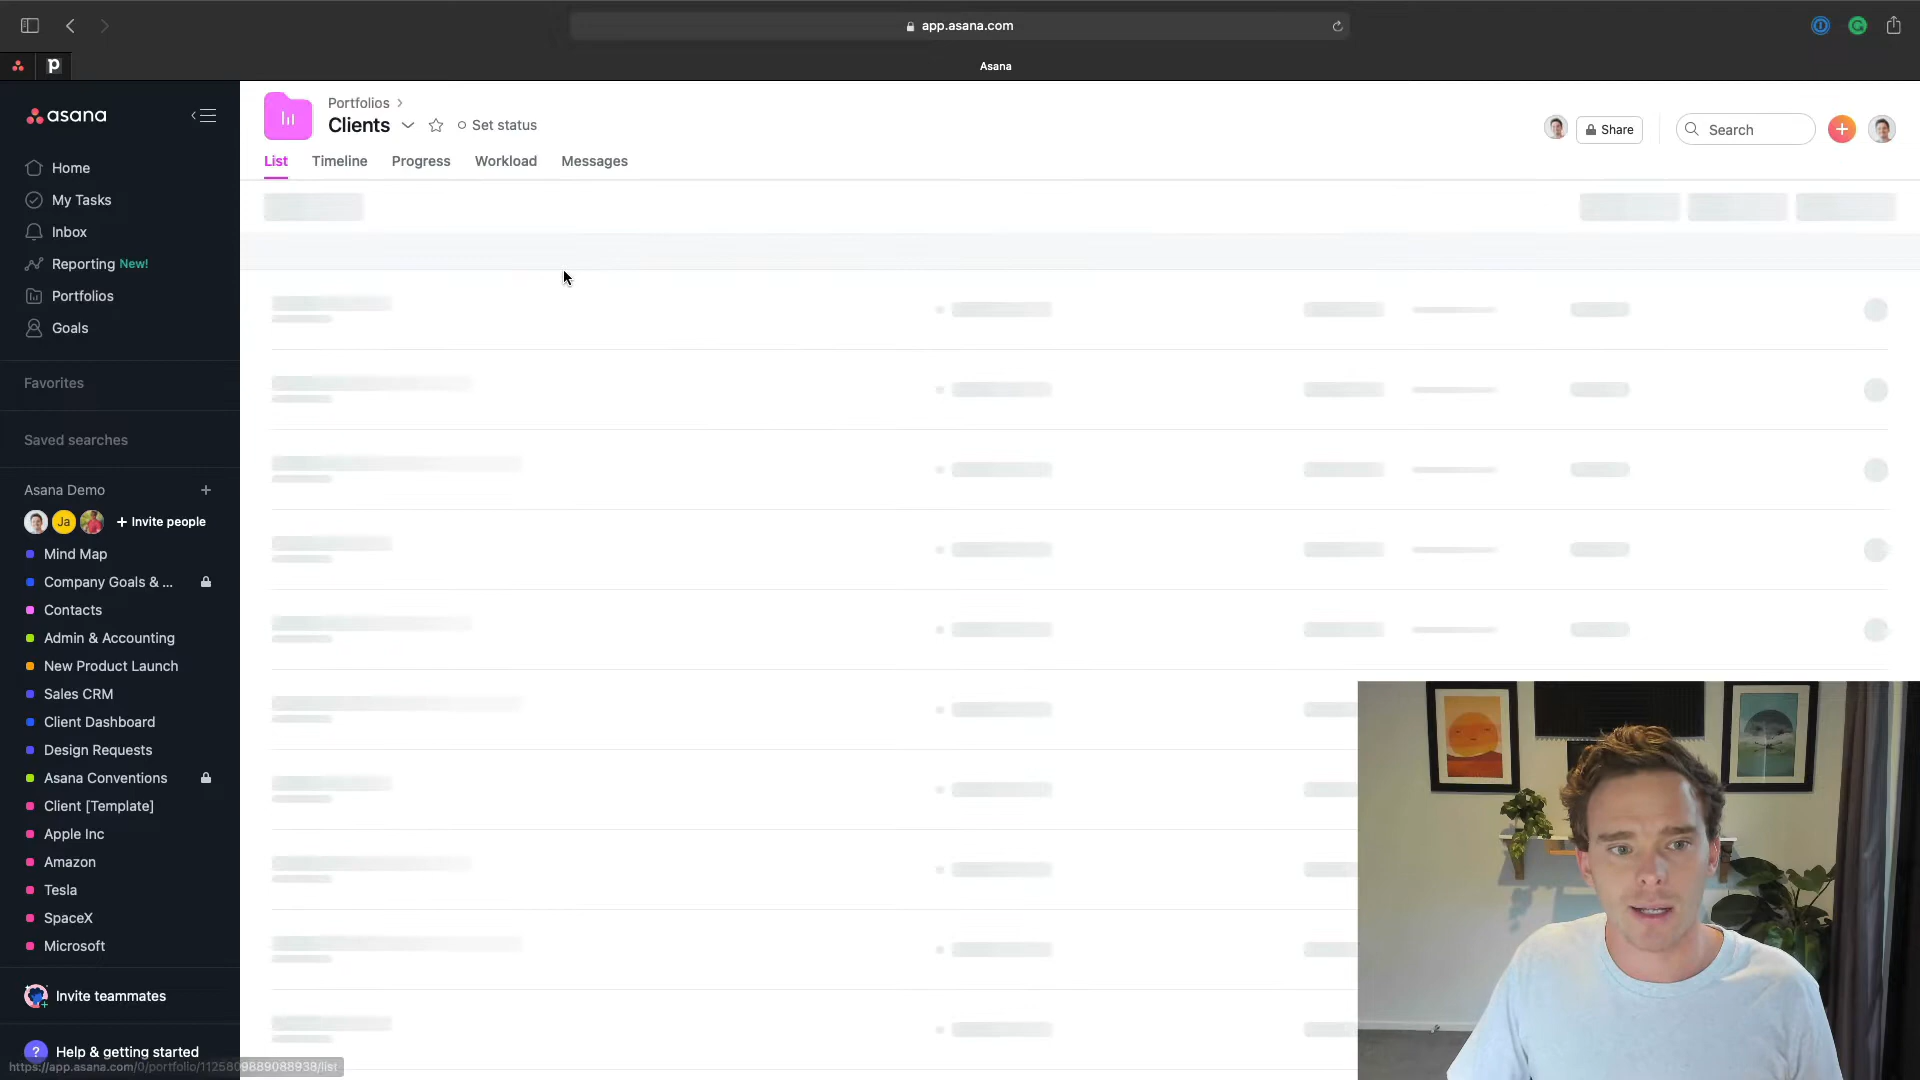 app.asana.com
p
Asana
asana
Home
My Tasks
Inbox
Reporting New!
Portfolios
Goals
Favorites
Saved searches
Asana Demo +
Ja + Invite people
Mind Map
Company Goals & ...
Contacts
Admin & Accounting
New Product Launch
Sales CRM
Client Dashboard
Design Requests
Asana Conventions
Client [Template]
Apple Inc
Amazon
Tesla
SpaceX
Microsoft
Invite teammates
? Help & getting started
https://app.asana.com/0/portfolio/1125809889088938/list
Portfolios >
Clients
Set status
List Timeline Progress Workload Messages
Share
Search
+